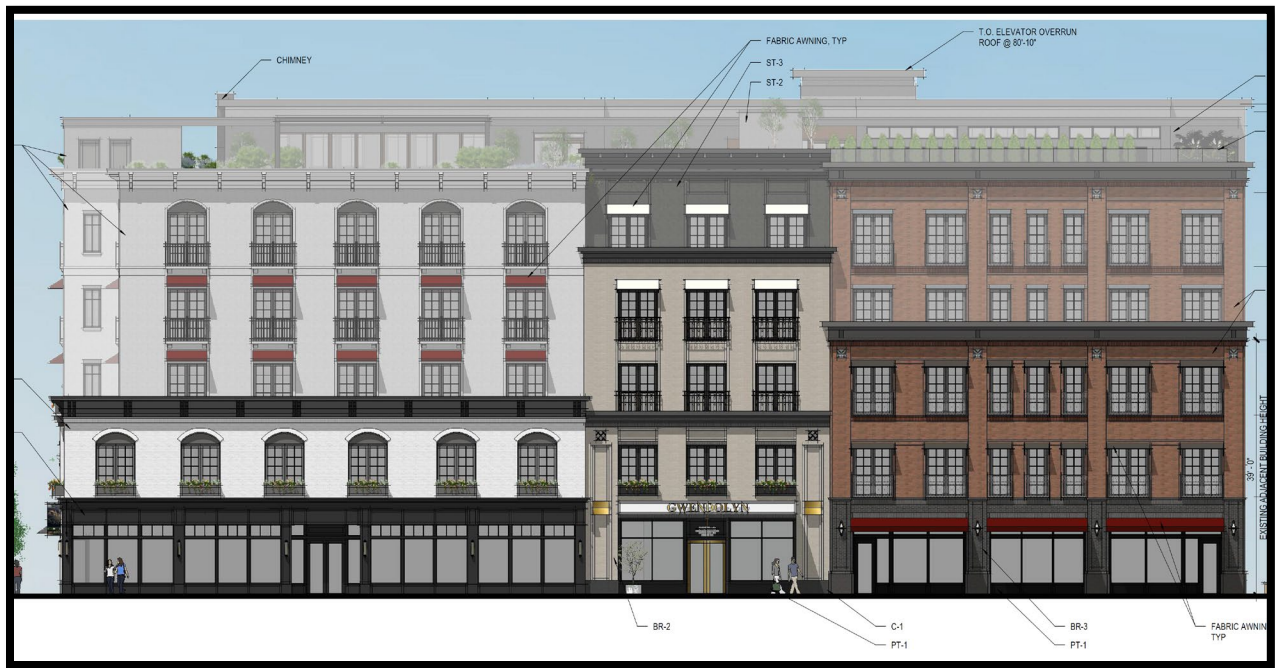 T.O. ELEVATOR OVERRUN
ROOF @ 80'-10"
FABRIC AWNING, TYP
CHIMNEY
ST-3
ST-2
EXISTING ADJACENT BUILDING HEIGHT
39' - 0"
GWENDOLYN
BR-2
C-1
PT-1
BR-3
PT-1
FABRIC AWNIN
TYP